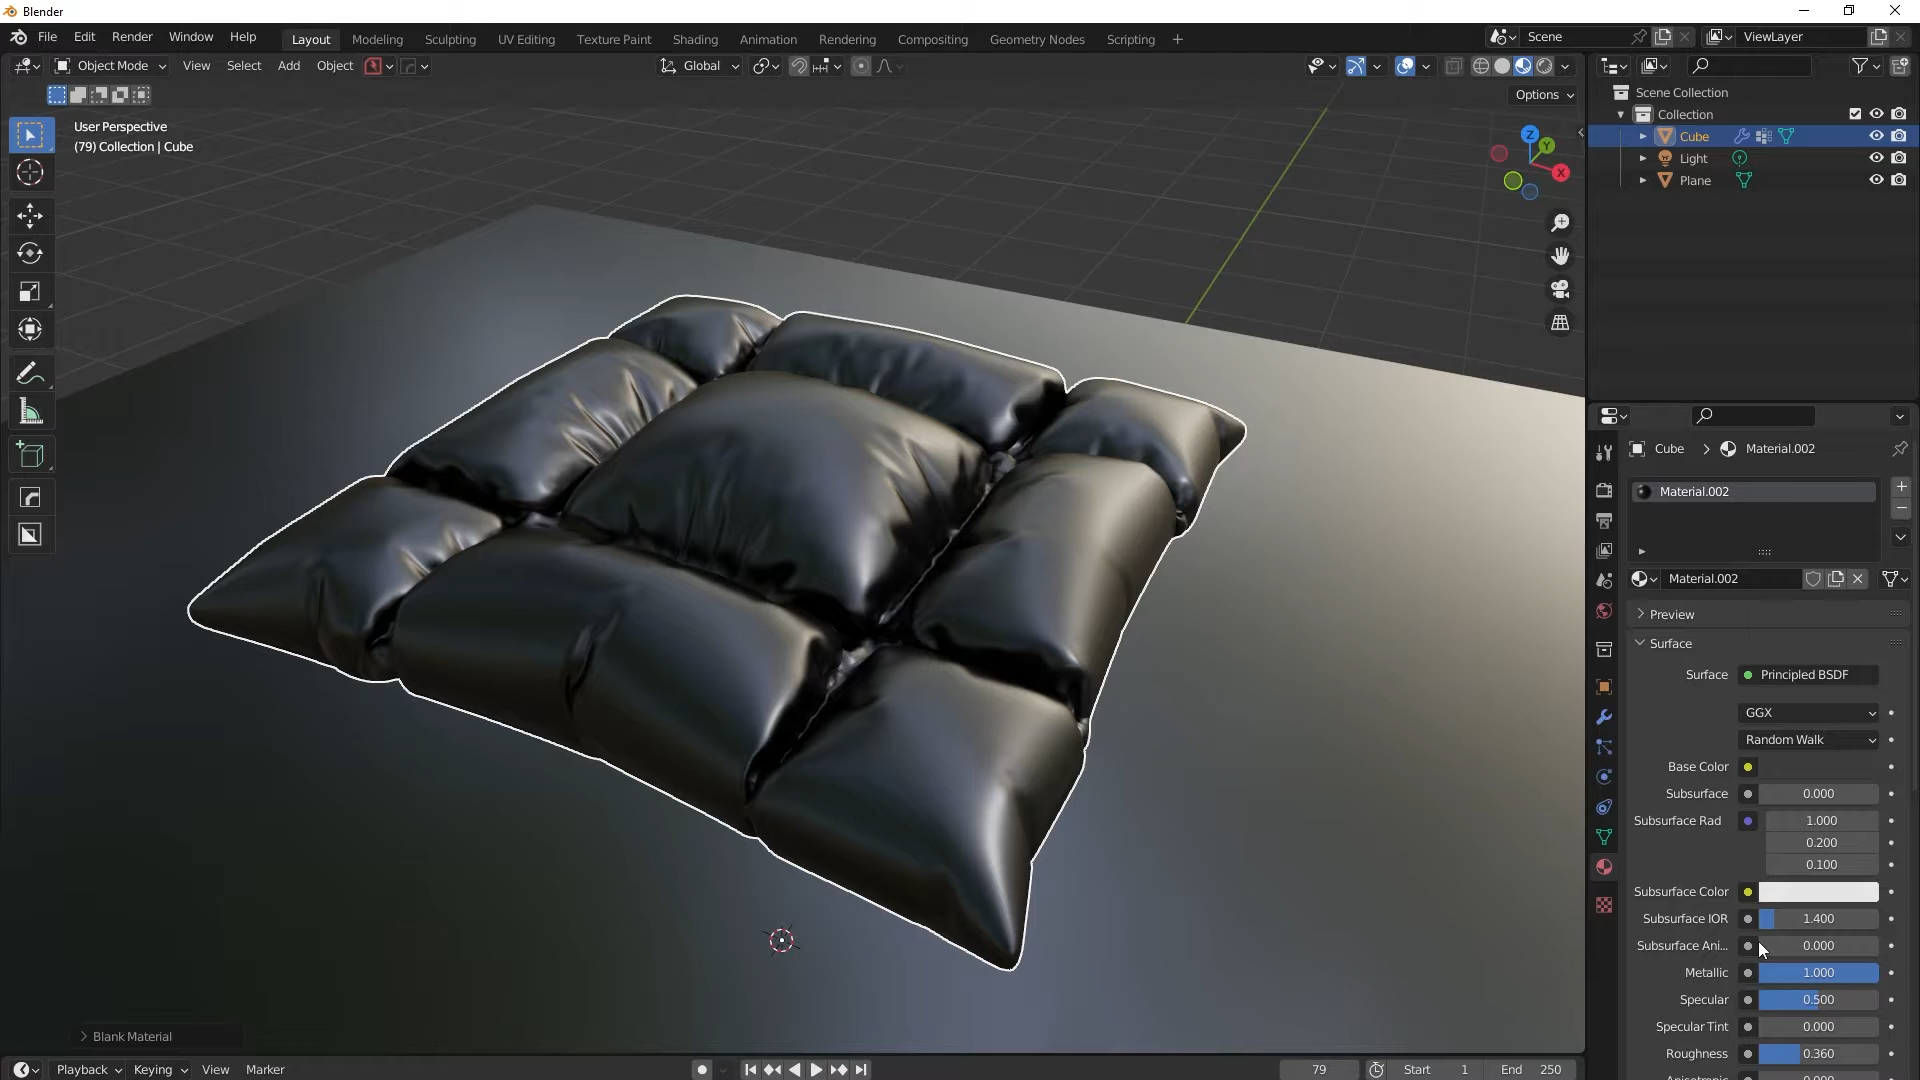 Blender
File Edit Render Window Help Layout Modeling Sculpting UV Editing Texture Paint Shading Animation Rendering Compositing Geometry Nodes Scripting + Scene ViewLayer
Object Mode View Select Add Object Global
Options
User Perspective
(79) Collection | Cube
Z
Y
X
Scene Collection
Collection
Cube
Light
Plane
Cube > Material.002
Material.002
Material.002
Preview
Surface
Surface Principled BSDF
GGX
Random Walk
Base Color
Subsurface 0.000
Subsurface Rad 1.000
0.200
0.100
Subsurface Color
Subsurface IOR 1.400
Subsurface Ani... 0.000
Metallic 1.000
Specular 0.500
Specular Tint 0.000
Roughness 0.360
Blank Material
Playback Keying View Marker 79 Start 1 End 250